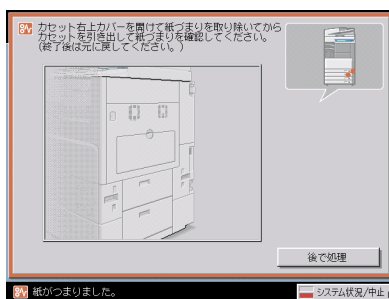 カセット右上カバーを開けて紙づまりを取り除いてから
カセットを引き出して紙づまりを確認してください。
(終了後は元に戻してください。)
後で処理
紙がつまりました。
システム状況/中止